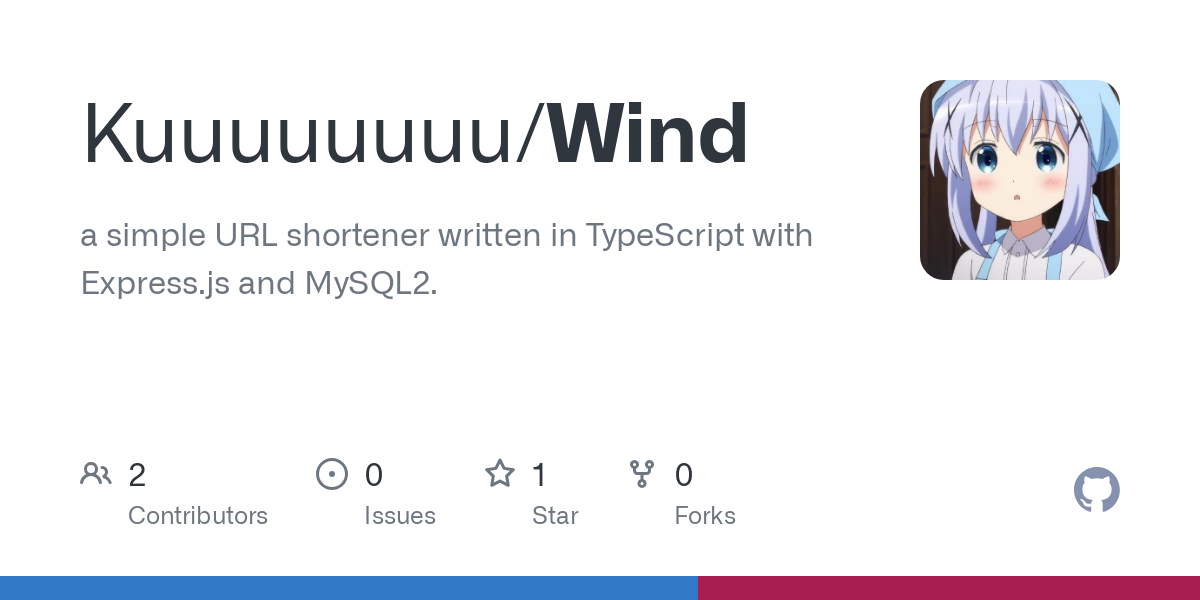 Kuuuuuuuu/Wind
a simple URL shortener written in TypeScript with
Express.js and MySQL2.
2
Contributors
0
Issues
1
Star
0
Forks